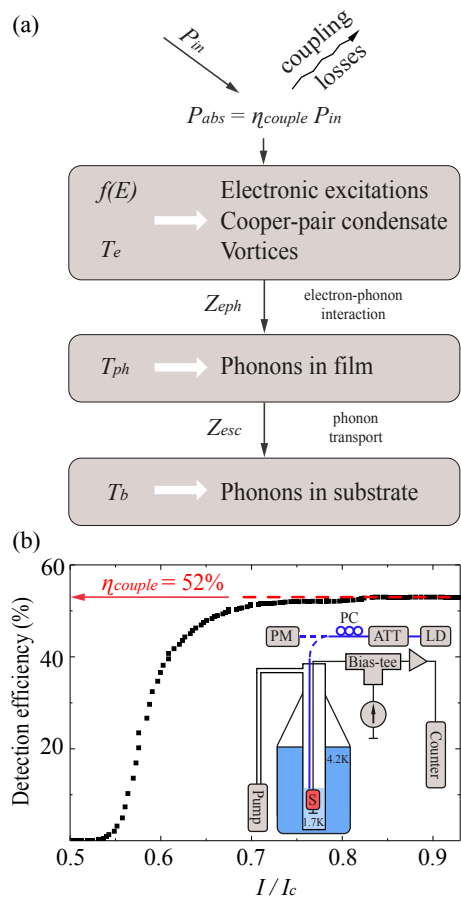 (a)
P_in
coupling
losses
P_abs = η_couple P_in
f(E)
Electronic excitations
Cooper-pair condensate
T_e
Vortices
Z_eph
electron-phonon
interaction
T_ph
Phonons in film
Z_esc
phonon
transport
T_b
Phonons in substrate
(b)
60
η_couple = 52%
40
20
0
Detection efficiency (%)
PC
PM
ATT
LD
Bias-tee
4.2K
Counter
Pump
S
1.7K
0.5
0.6
0.7
0.8
0.9
I / I_c